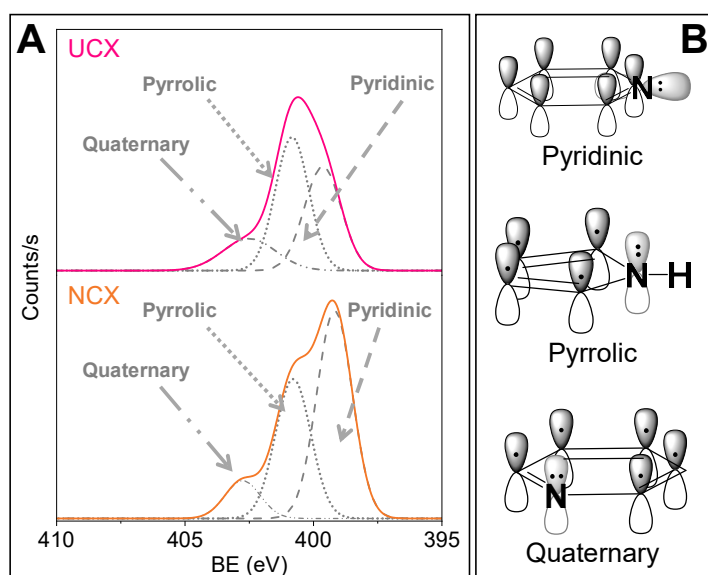 A
UCX
Pyrrolic
Pyridinic
Quaternary
Counts/s
NCX
Pyrrolic
Pyridinic
Quaternary
410
405
400
395
BE (eV)
B
N
Pyridinic
N H
Pyrrolic
N
Quaternary